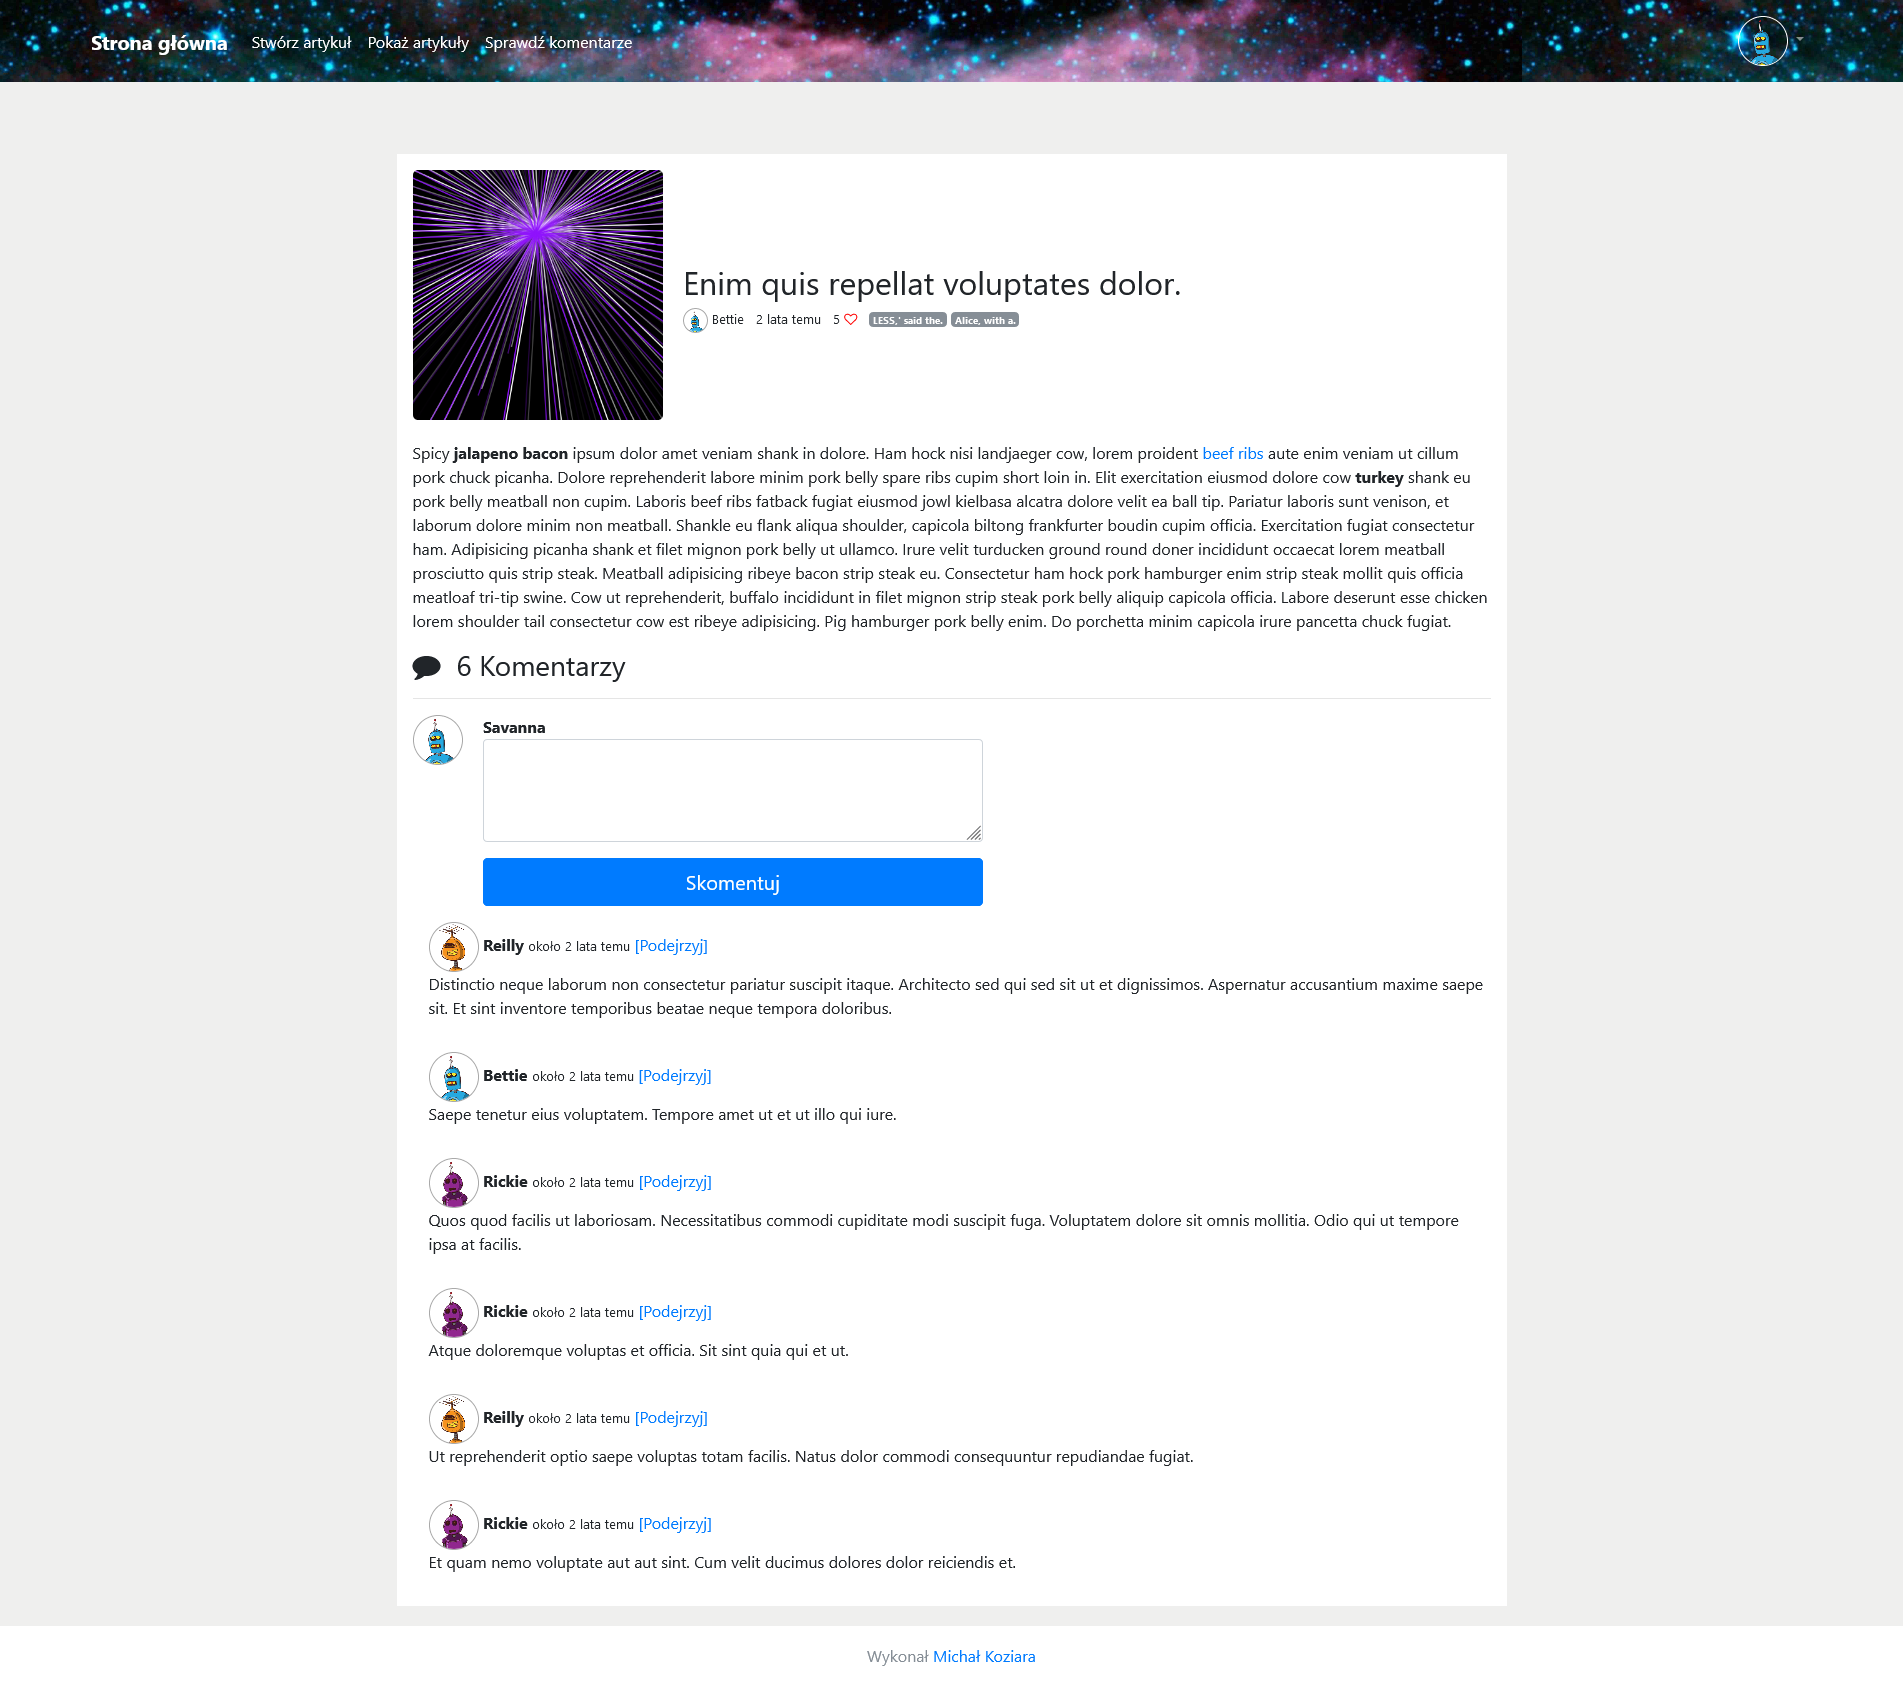 Strona główna Stwórz artykuł Pokaż artykuły Sprawdź komentarze
Enim quis repellat voluptates dolor.
Bettie 2 lata temu 5 LESS,' said the. Alice, with a.
Spicy jalapeno bacon ipsum dolor amet veniam shank in dolore. Ham hock nisi landjaeger cow, lorem proident beef ribs aute enim veniam ut cillum
pork chuck picanha. Dolore reprehenderit labore minim pork belly spare ribs cupim short loin in. Elit exercitation eiusmod dolore cow turkey shank eu
pork belly meatball non cupim. Laboris beef ribs fatback fugiat eiusmod jowl kielbasa alcatra dolore velit ea ball tip. Pariatur laboris sunt venison, et
laborum dolore minim non meatball. Shankle eu flank aliqua shoulder, capicola biltong frankfurter boudin cupim officia. Exercitation fugiat consectetur
ham. Adipisicing picanha shank et filet mignon pork belly ut ullamco. Irure velit turducken ground round doner incididunt occaecat lorem meatball
prosciutto quis strip steak. Meatball adipisicing ribeye bacon strip steak eu. Consectetur ham hock pork hamburger enim strip steak mollit quis officia
meatloaf tri-tip swine. Cow ut reprehenderit, buffalo incididunt in filet mignon strip steak pork belly aliquip capicola officia. Labore deserunt esse chicken
lorem shoulder tail consectetur cow est ribeye adipisicing. Pig hamburger pork belly enim. Do porchetta minim capicola irure pancetta chuck fugiat.
6 Komentarzy
Savanna
Skomentuj
Reilly około 2 lata temu [Podejrzyj]
Distinctio neque laborum non consectetur pariatur suscipit itaque. Architecto sed qui sed sit ut et dignissimos. Aspernatur accusantium maxime saepe
sit. Et sint inventore temporibus beatae neque tempora doloribus.
Bettie około 2 lata temu [Podejrzyj]
Saepe tenetur eius voluptatem. Tempore amet ut et ut illo qui iure.
Rickie około 2 lata temu [Podejrzyj]
Quos quod facilis ut laboriosam. Necessitatibus commodi cupiditate modi suscipit fuga. Voluptatem dolore sit omnis mollitia. Odio qui ut tempore
ipsa at facilis.
Rickie około 2 lata temu [Podejrzyj]
Atque doloremque voluptas et officia. Sit sint quia qui et ut.
Reilly około 2 lata temu [Podejrzyj]
Ut reprehenderit optio saepe voluptas totam facilis. Natus dolor commodi consequuntur repudiandae fugiat.
Rickie około 2 lata temu [Podejrzyj]
Et quam nemo voluptate aut aut sint. Cum velit ducimus dolores dolor reiciendis et.
Wykonał Michał Koziara